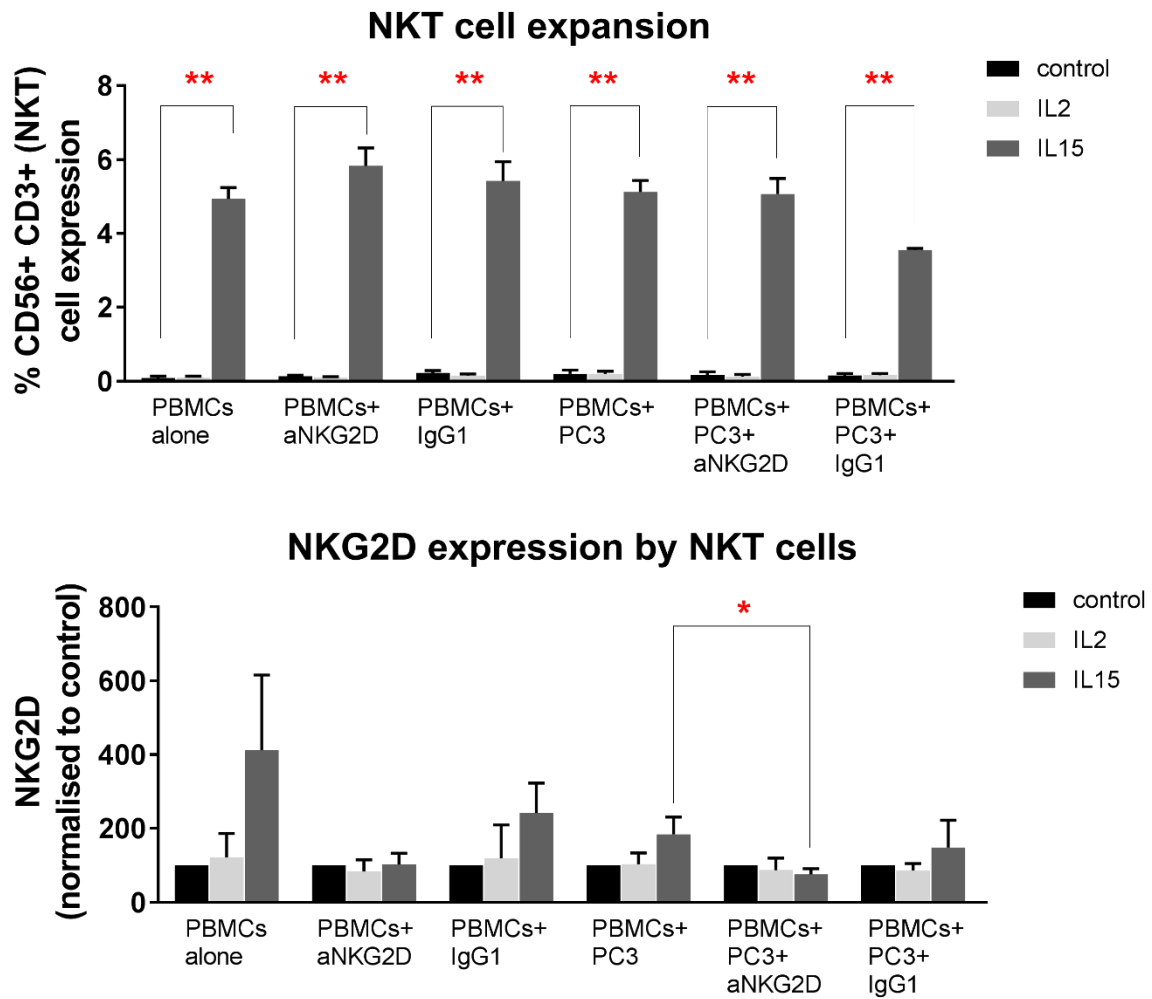 NKT cell expansion
% CD56+ CD3+ (NKT)
cell expression
8
6
4
2
0
** ** ** ** ** **
control
IL2
IL15
PBMCs
alone
PBMCs+
aNKG2D
PBMCs+
IgG1
PBMCs+
PC3
PBMCs+
PC3+
aNKG2D
PBMCs+
PC3+
IgG1
NKG2D expression by NKT cells
NKG2D
(normalised to control)
800
600
400
200
0
*
control
IL2
IL15
PBMCs
alone
PBMCs+
aNKG2D
PBMCs+
IgG1
PBMCs+
PC3
PBMCs+
PC3+
aNKG2D
PBMCs+
PC3+
IgG1